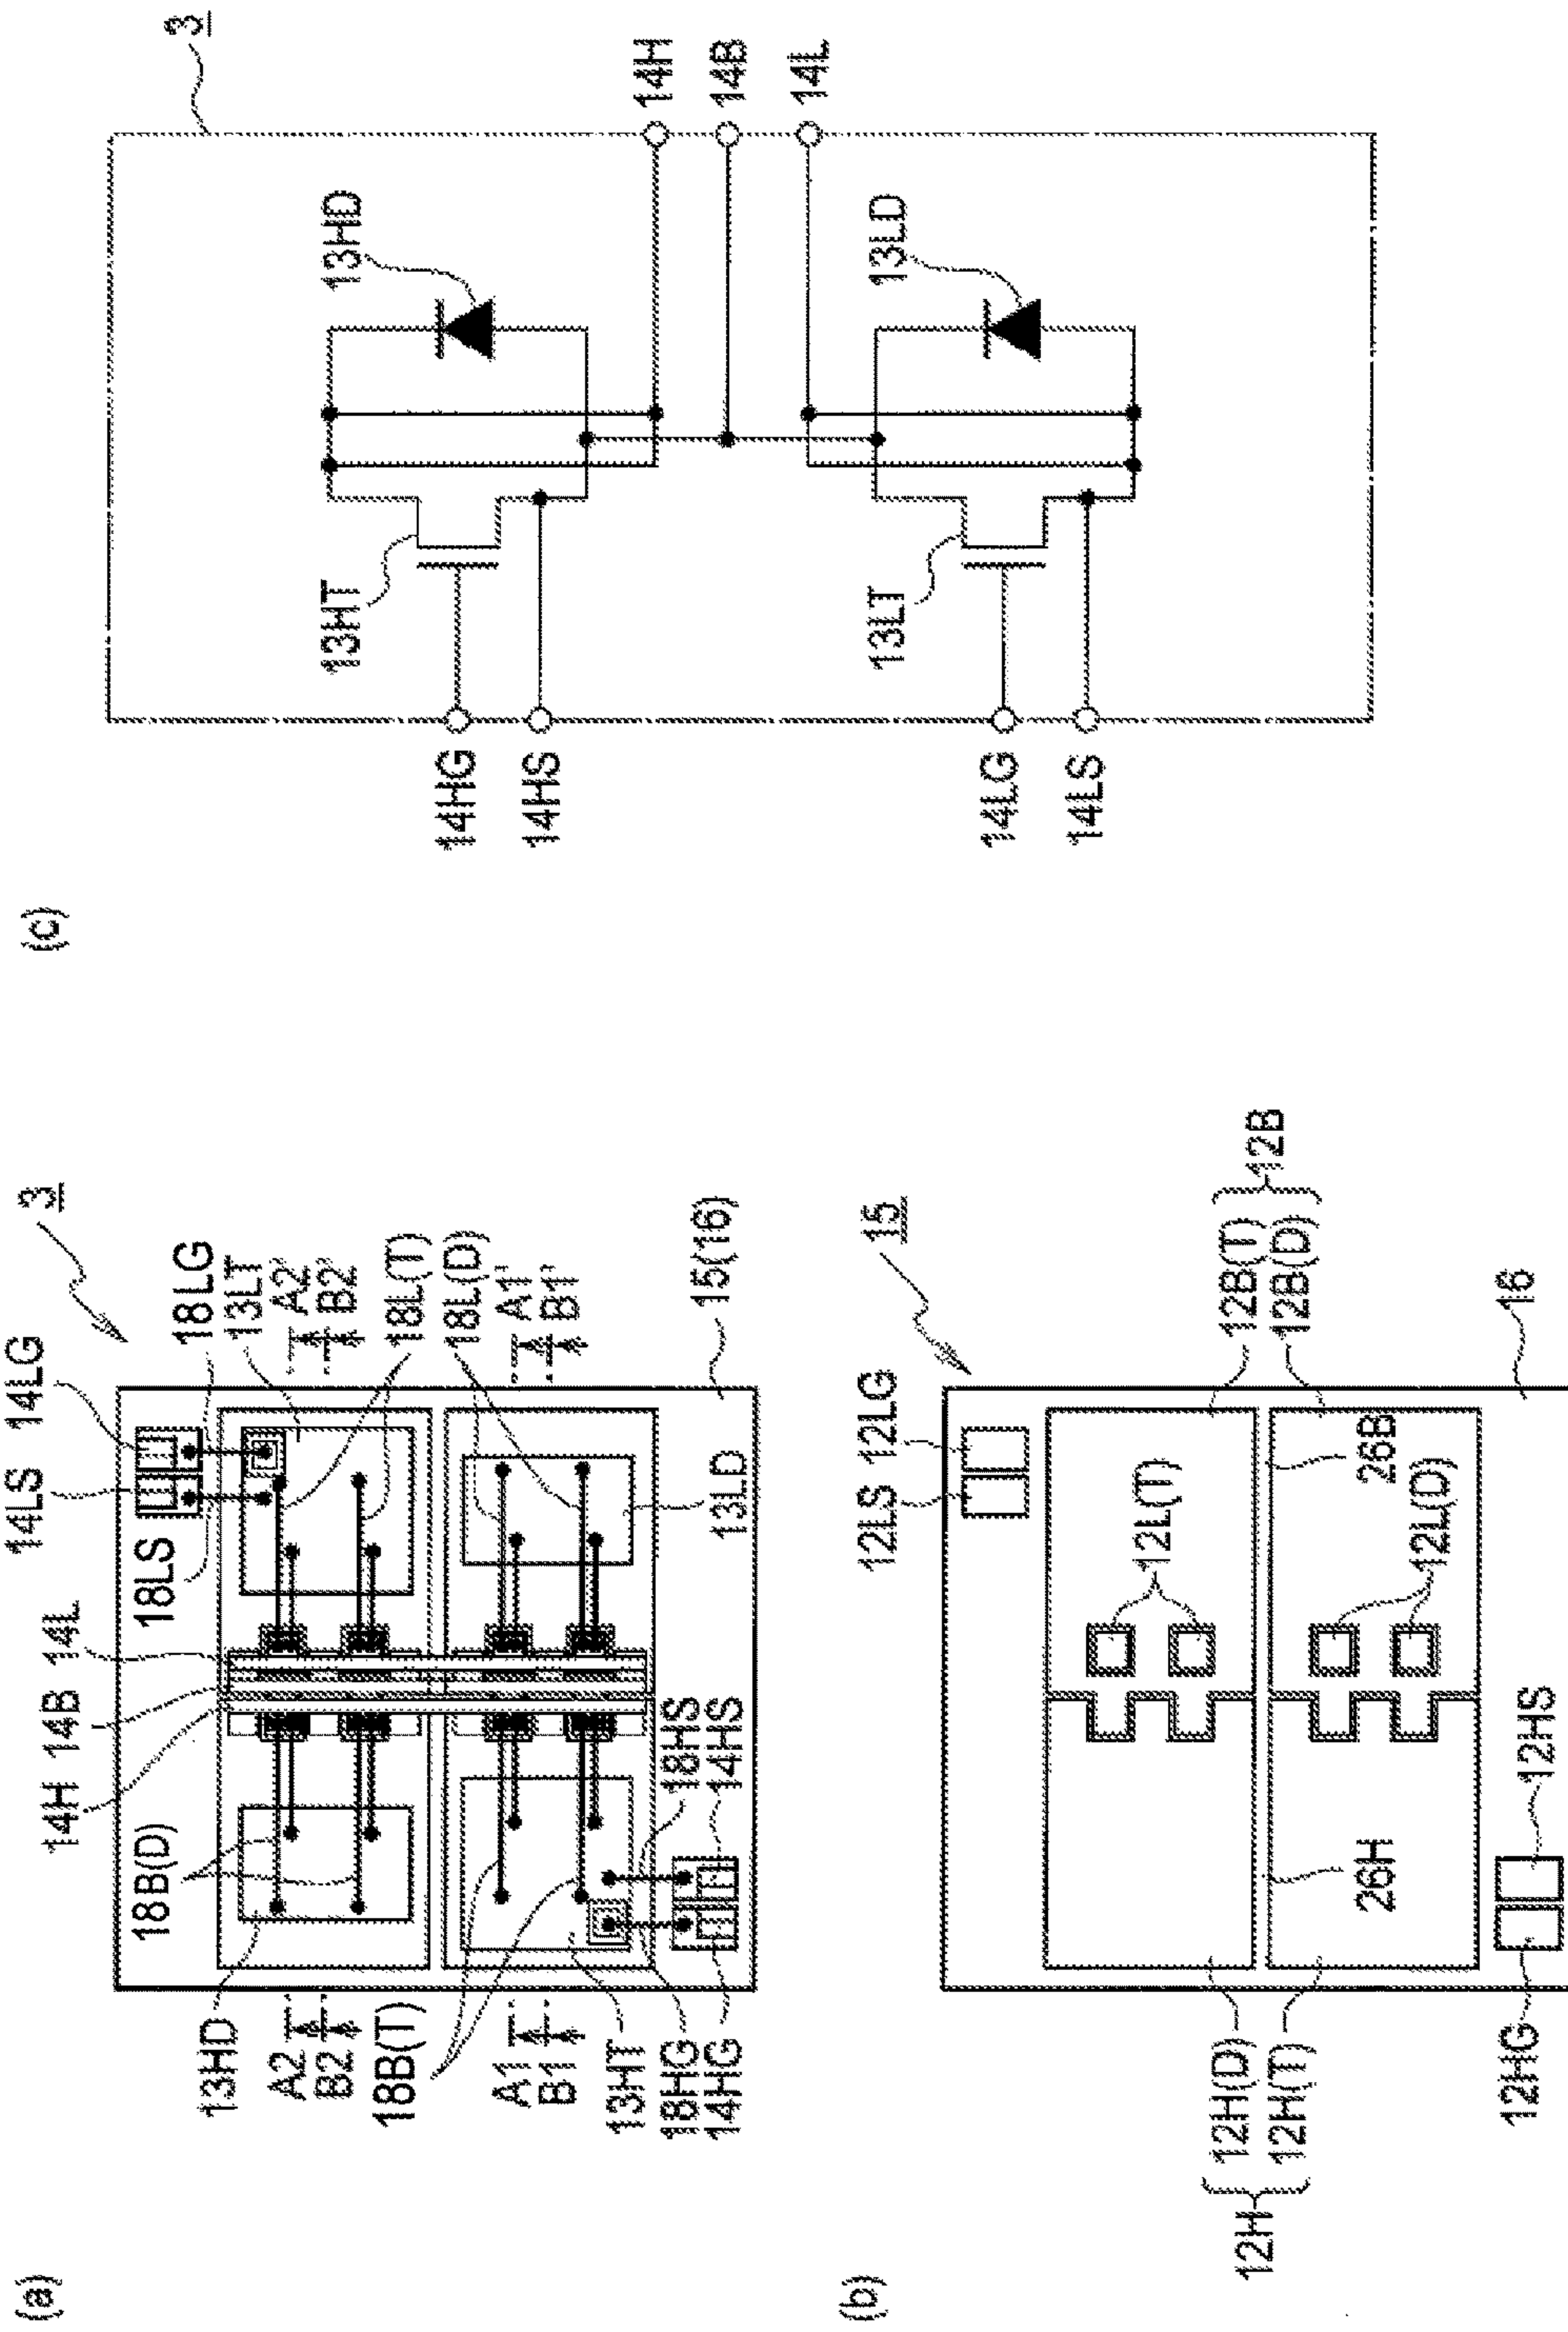 (a)
3
14LS
14LG
18LG
13LT
A2'
B2'
18L(T)
18L(D)
A1'
B1'
15(16)
14H
14B
14L
18LS
18B(D)
13HD
A2
B2
18B(T)
A1
B1
13HT
18HG
14HG
18HS
14HS
13LD
(b)
15
12LS
12LG
12B(T)
12B(D)
12B
12L(T)
26B
12L(D)
16
12HS
26H
12H(D)
12H(T)
12H
12HG
(c)
3
14H
14B
14L
13HD
13LD
13HT
13LT
14HG
14HS
14LG
14LS